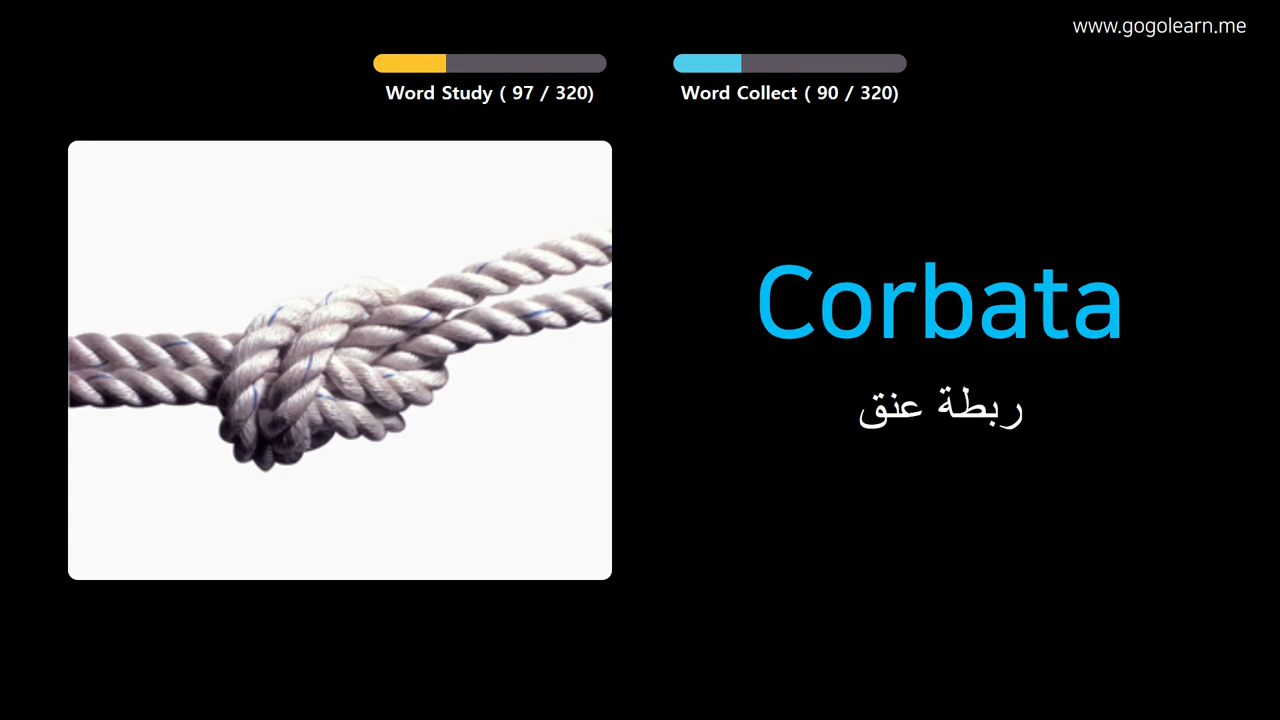 www.gogolearn.me
Word Study ( 97 / 320)
Word Collect ( 90 / 320)
Corbata
ربطة عنق